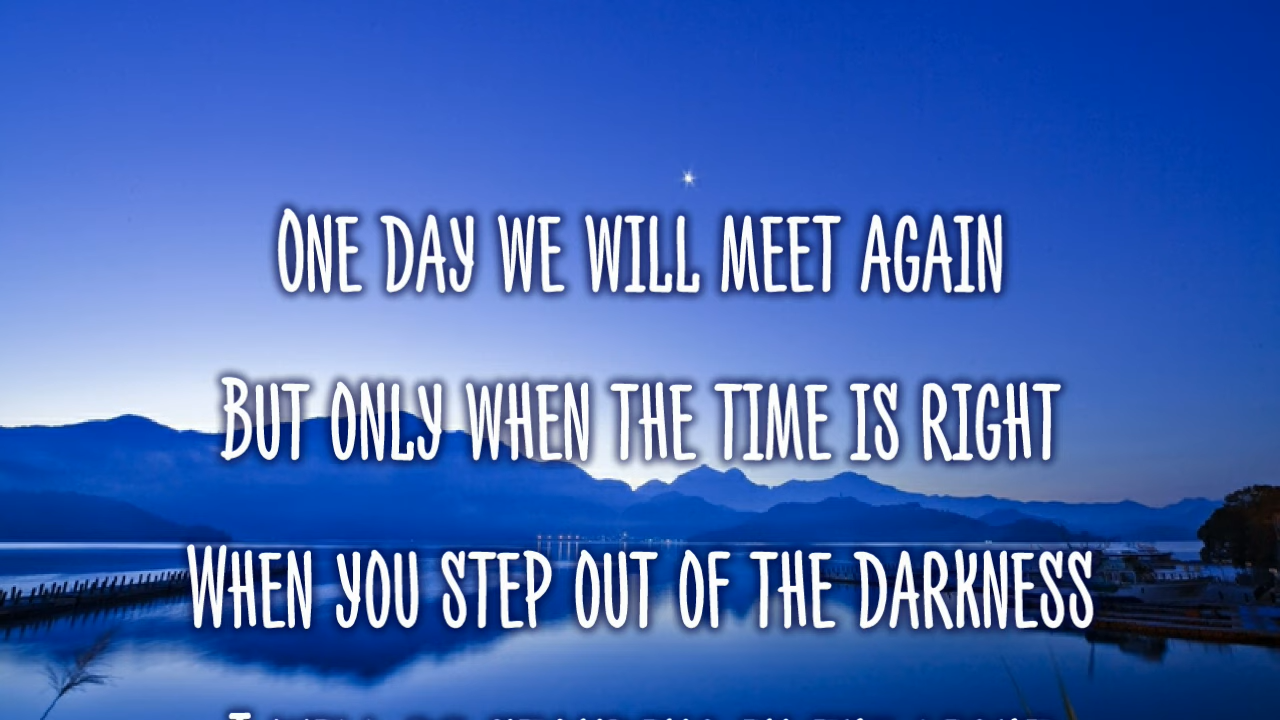 One day we will meet again
But only when the time is right
When you step out of the darkness